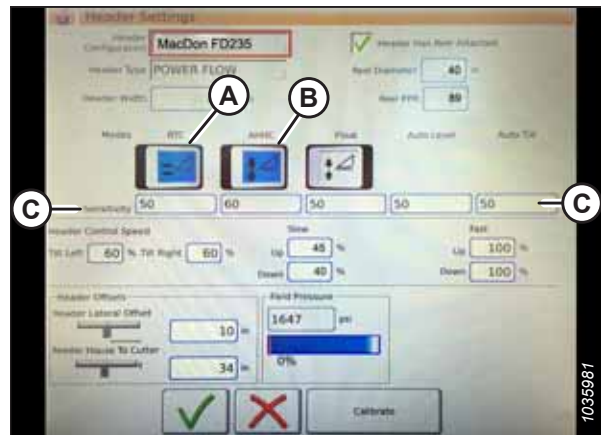 Header Settings
Header Configuration MacDon FD235 Header Has Reel Attached
Header Type POWER FLOW Reel Diameter 40 in
Header Width Reel PPR 89
A B
Modes RTC AHHC Float Auto Level Auto Tilt
C Sensitivity 50 60 50 50 50 C
Header Control Speed Slow Fast
Tilt Left 60 % Tilt Right 60 % Up 45 % Up 100 %
Down 40 % Down 100 %
Header Offsets Field Pressure
Header Lateral Offset 1647 psi
10 in
Feeder House To Cutter 0%
34 in
Calibrate
1035981